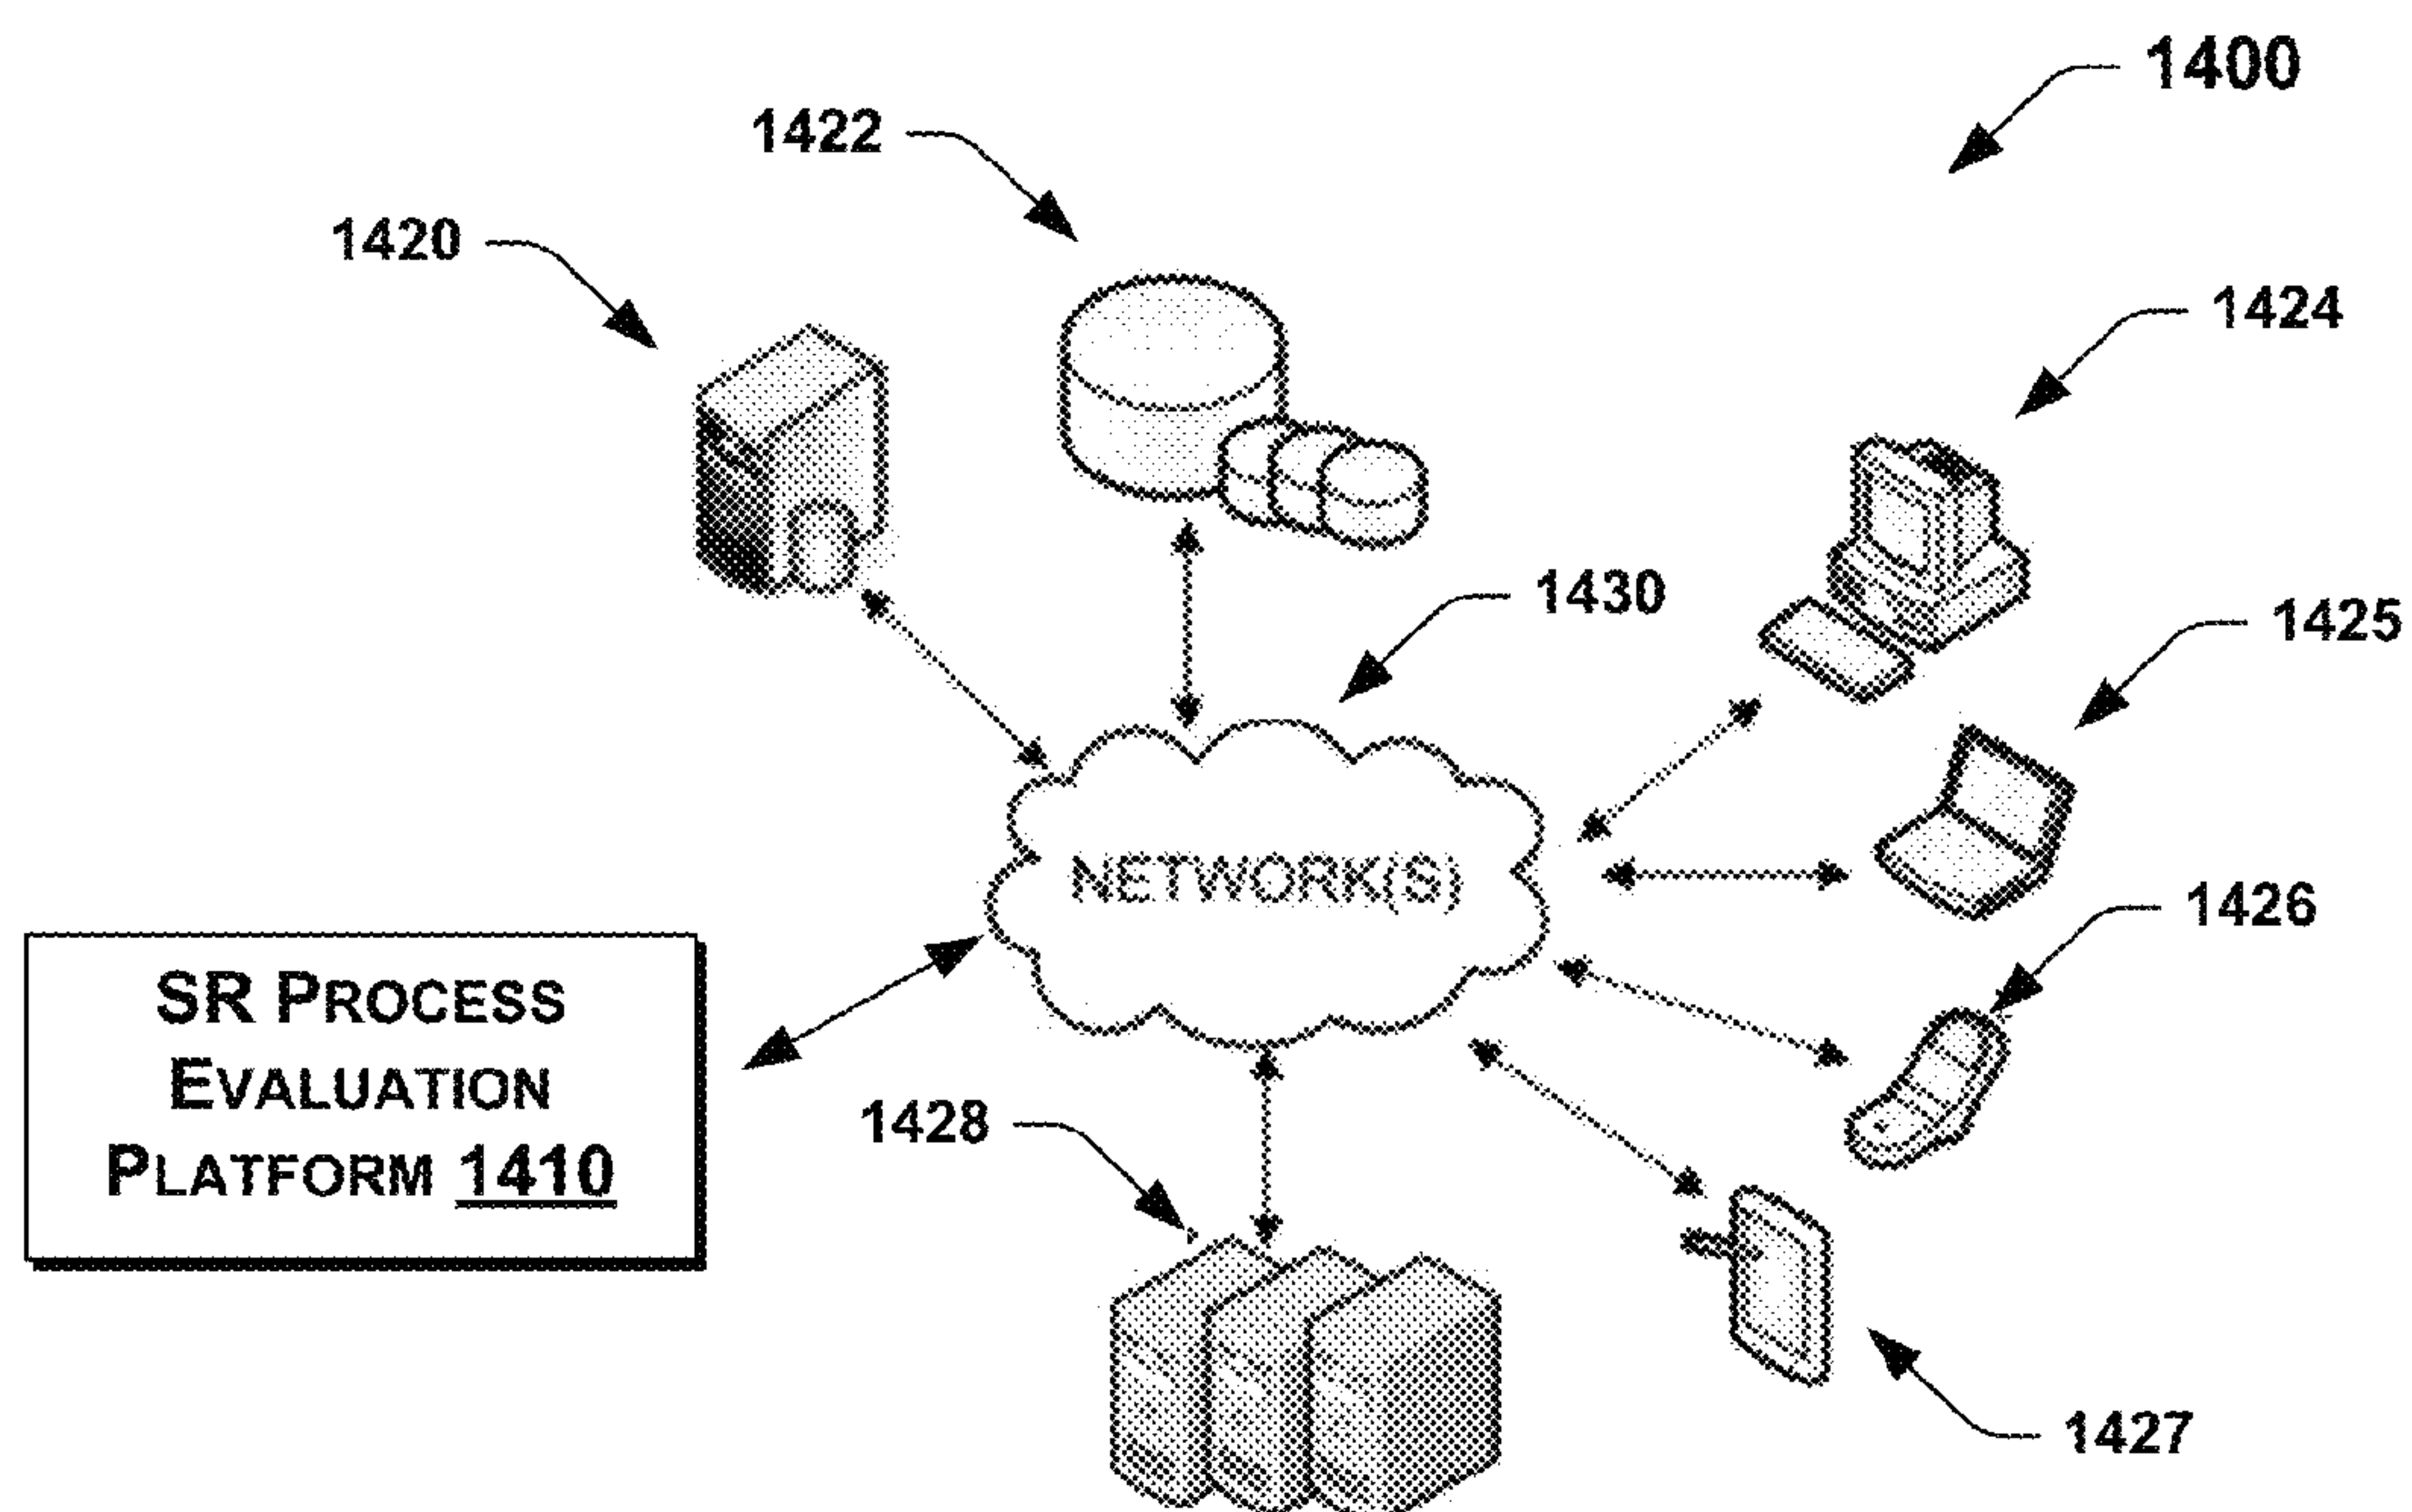 1400
1422
1420
1424
1430
1425
NETWORK(S)
1426
SR PROCESS
EVALUATION
PLATFORM 1410
1428
1427